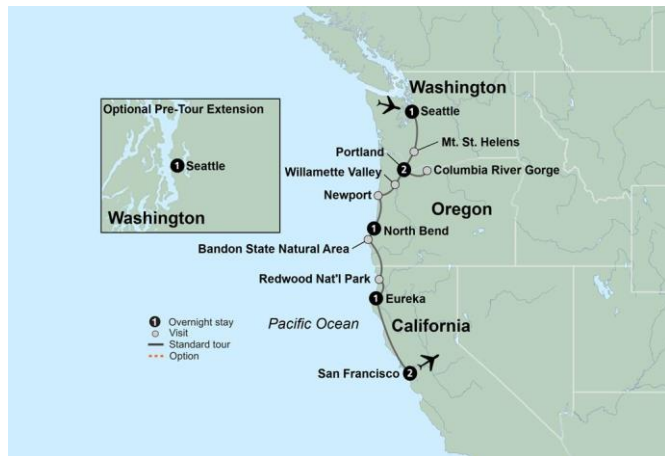 Optional Pre-Tour Extension
1 Seattle
Washington
Washington
1 Seattle
Mt. St. Helens
Portland
2
Columbia River Gorge
Willamette Valley
Newport
Oregon
1
North Bend
Bandon State Natural Area
Redwood Nat'l Park
1 Eureka
Pacific Ocean
California
San Francisco 2
1 Overnight stay
Visit
Standard tour
Option